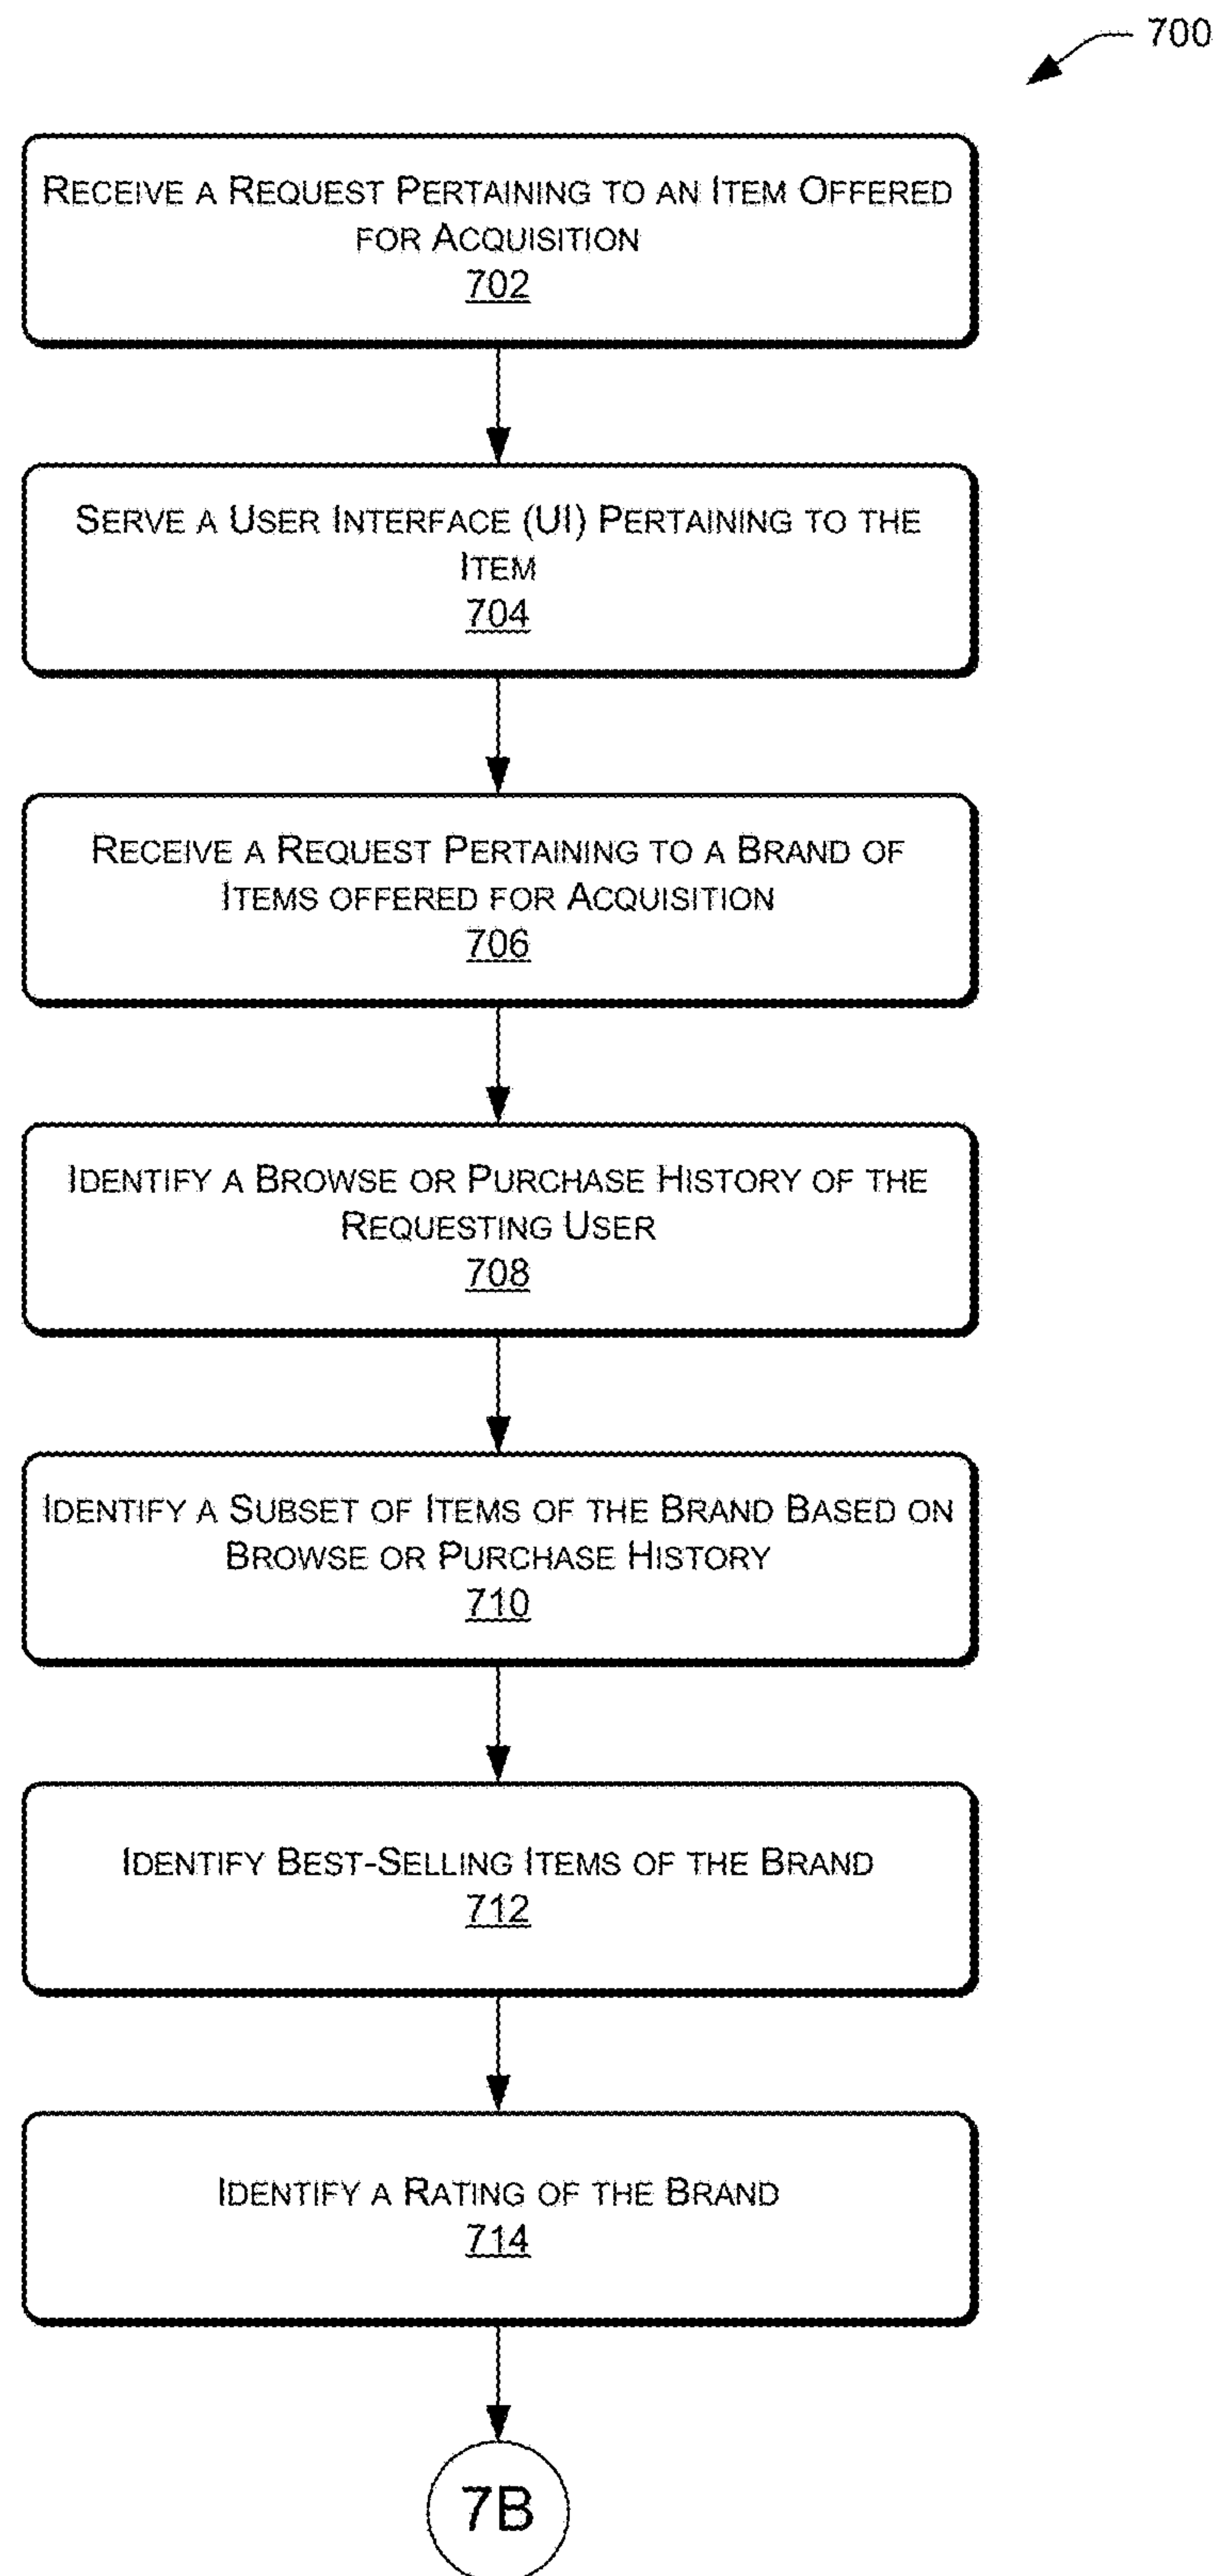 700
RECEIVE A REQUEST PERTAINING TO AN ITEM OFFERED
FOR ACQUISITION
702
SERVE A USER INTERFACE (UI) PERTAINING TO THE
ITEM
704
RECEIVE A REQUEST PERTAINING TO A BRAND OF
ITEMS OFFERED FOR ACQUISITION
706
IDENTIFY A BROWSE OR PURCHASE HISTORY OF THE
REQUESTING USER
708
IDENTIFY A SUBSET OF ITEMS OF THE BRAND BASED ON
BROWSE OR PURCHASE HISTORY
710
IDENTIFY BEST-SELLING ITEMS OF THE BRAND
712
IDENTIFY A RATING OF THE BRAND
714
7B